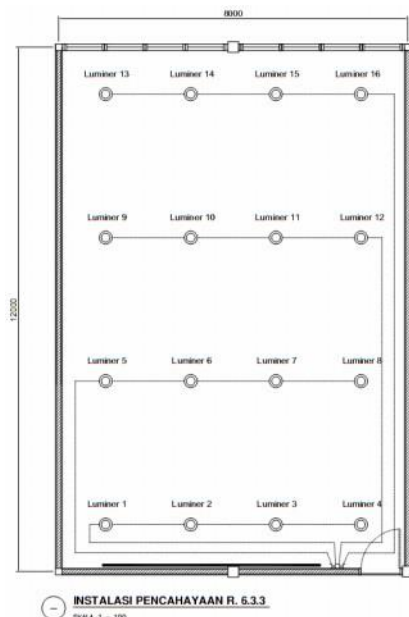 8000
Luminer 13 Luminer 14 Luminer 15 Luminer 16
Luminer 9 Luminer 10 Luminer 11 Luminer 12
12000
Luminer 5 Luminer 6 Luminer 7 Luminer 8
Luminer 1 Luminer 2 Luminer 3 Luminer 4
INSTALASI PENCAHAYAAN R. 6.3.3